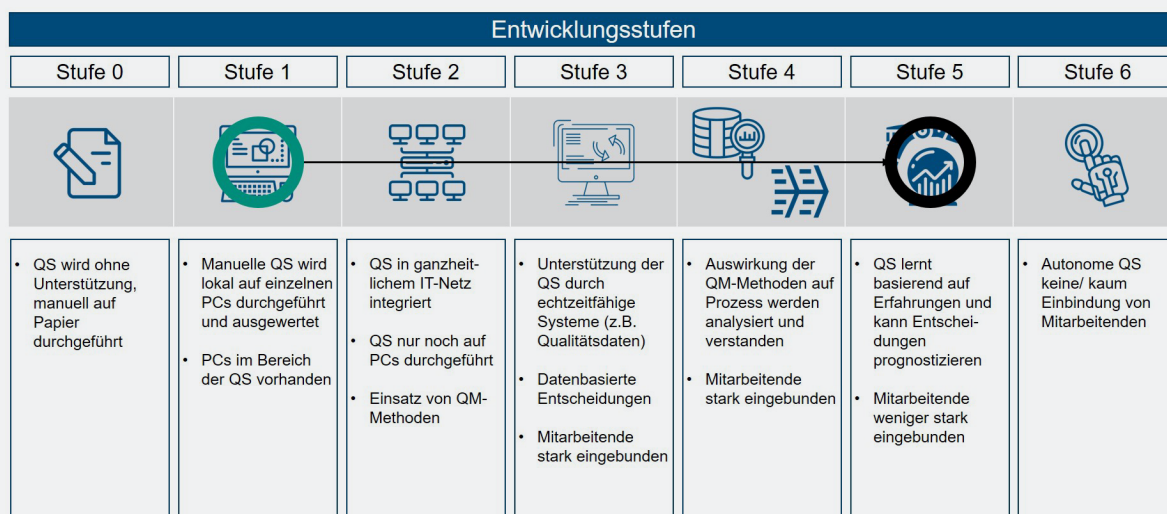 Entwicklungsstufen
Stufe 0
Stufe 1
Stufe 2
Stufe 3
Stufe 4
Stufe 5
Stufe 6
• QS wird ohne
Unterstützung,
manuell auf
Papier
durchgeführt
• Manuelle QS wird
lokal auf einzelnen
PCs durchgeführt
und ausgewertet
• PCs im Bereich
der QS vorhanden
• QS in ganzheit-
lichem IT-Netz
integriert
• QS nur noch auf
PCs durchgeführt
• Einsatz von QM-
Methoden
• Unterstützung der
QS durch
echtzeitfähige
Systeme (z.B.
Qualitätsdaten)
• Datenbasierte
Entscheidungen
• Mitarbeitende
stark eingebunden
• Auswirkung der
QM-Methoden auf
Prozess werden
analysiert und
verstanden
• Mitarbeitende
stark eingebunden
• QS lernt
basierend auf
Erfahrungen und
kann Entschei-
dungen
prognostizieren
• Mitarbeitende
weniger stark
eingebunden
• Autonome QS
keine/ kaum
Einbindung von
Mitarbeitenden